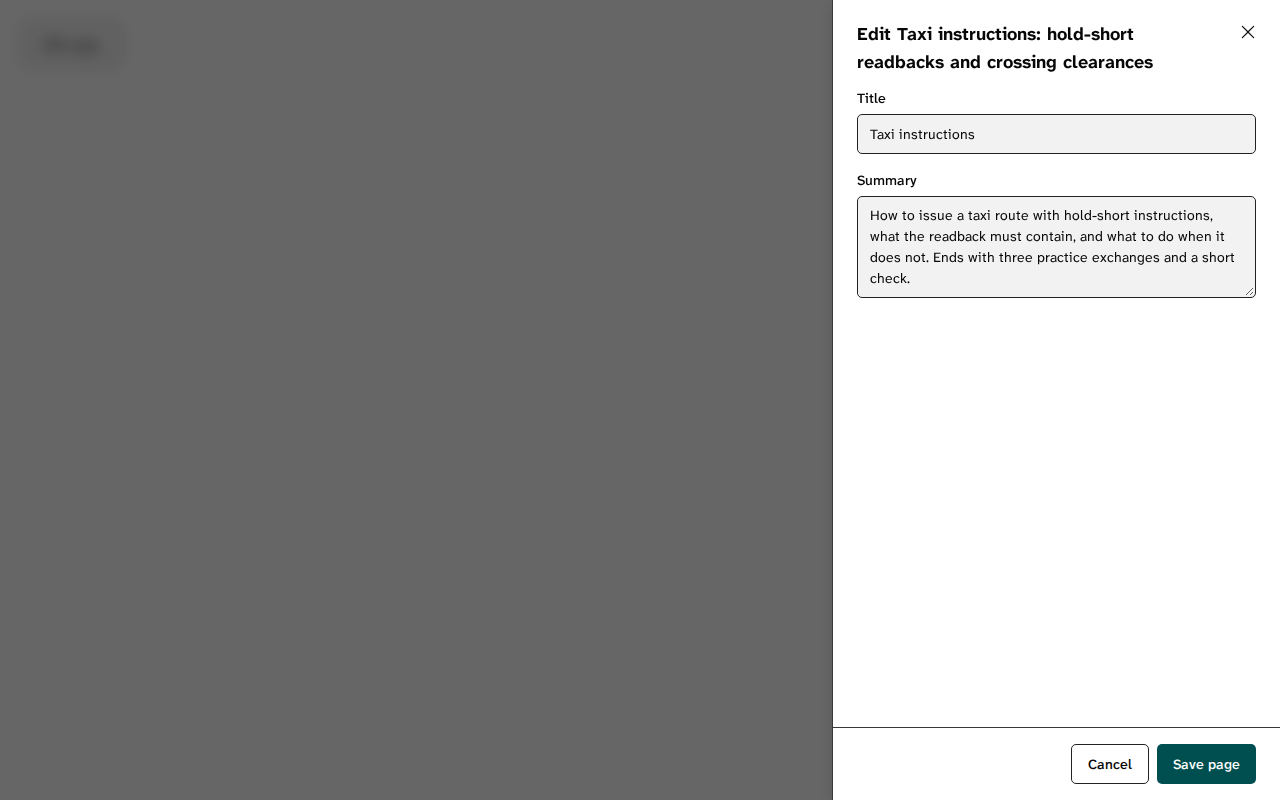 Edit Taxi instructions: hold-short
readbacks and crossing clearances
Title
Taxi instructions
Summary
How to issue a taxi route with hold-short instructions,
what the readback must contain, and what to do when it
does not. Ends with three practice exchanges and a short
check.
Cancel
Save page